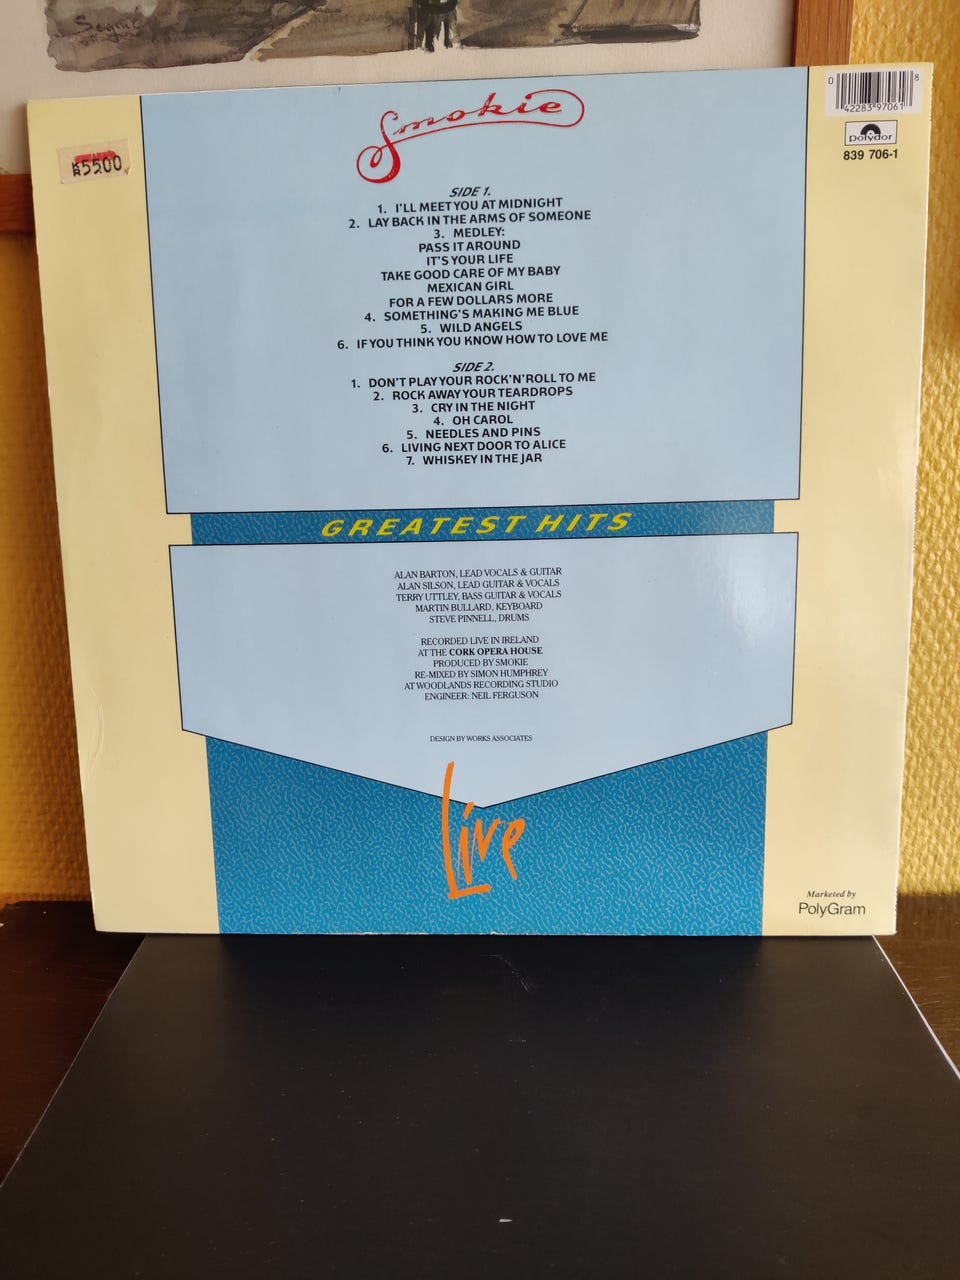 Segui
Smokie
0 42283 97061 8
polydor
839 706-1
5500
SIDE 1.
1. I'LL MEET YOU AT MIDNIGHT
2. LAY BACK IN THE ARMS OF SOMEONE
3. MEDLEY:
PASS IT AROUND
IT'S YOUR LIFE
TAKE GOOD CARE OF MY BABY
MEXICAN GIRL
FOR A FEW DOLLARS MORE
4. SOMETHING'S MAKING ME BLUE
5. WILD ANGELS
6. IF YOU THINK YOU KNOW HOW TO LOVE ME
SIDE 2.
1. DON'T PLAY YOUR ROCK'N'ROLL TO ME
2. ROCK AWAY YOUR TEARDROPS
3. CRY IN THE NIGHT
4. OH CAROL
5. NEEDLES AND PINS
6. LIVING NEXT DOOR TO ALICE
7. WHISKEY IN THE JAR
GREATEST HITS
ALAN BARTON, LEAD VOCALS & GUITAR
ALAN SILSON, LEAD GUITAR & VOCALS
TERRY UTTLEY, BASS GUITAR & VOCALS
MARTIN BULLARD, KEYBOARD
STEVE PINNELL, DRUMS
RECORDED LIVE IN IRELAND
AT THE CORK OPERA HOUSE
PRODUCED BY SMOKIE
RE-MIXED BY SIMON HUMPHREY
AT WOODLANDS RECORDING STUDIO
ENGINEER: NEIL FERGUSON
DESIGN BY WORKS ASSOCIATES
Live
Marketed by
PolyGram